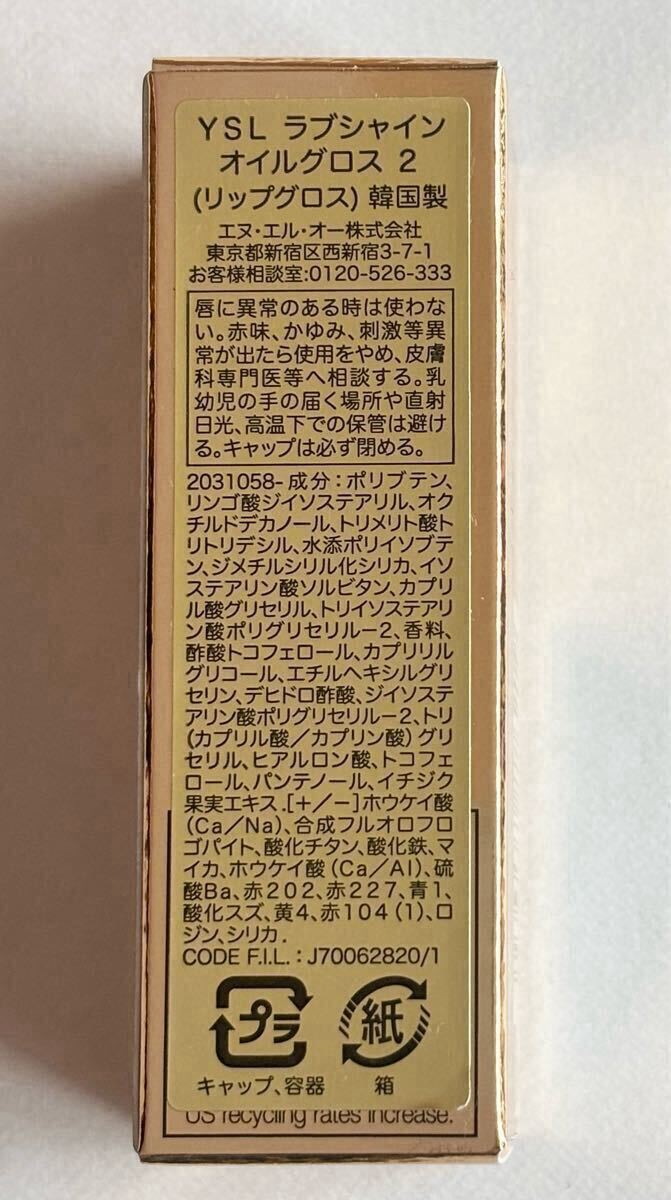 YSL ラブシャイン
オイルグロス 2
(リップグロス) 韓国製
エヌ・エル・オー株式会社
東京都新宿区西新宿3-7-1
お客様相談室:0120-526-333
唇に異常のある時は使わな
い。赤味、かゆみ、刺激等異
常が出たら使用をやめ、皮膚
科専門医等へ相談する。乳
幼児の手の届く場所や直射
日光、高温下での保管は避け
る。キャップは必ず閉める。
2031058- 成分：ポリブテン、
リンゴ酸ジイソステアリル、オク
チルドデカノール、トリメリト酸ト
リトリデシル、水添ポリイソブテ
ン、ジメチルシリル化シリカ、イソ
ステアリン酸ソルビタン、カプリ
ル酸グリセリル、トリイソステアリ
ン酸ポリグリセリル－2、香料、
酢酸トコフェロール、カプリリル
グリコール、エチルヘキシルグリ
セリン、デヒドロ酢酸、ジイソステ
アリン酸ポリグリセリル－2、トリ
(カプリル酸／カプリン酸) グリ
セリル、ヒアルロン酸、トコフェ
ロール、パンテノール、イチジク
果実エキス.[＋／－]ホウケイ酸
(Ca／Na)、合成フルオロフロ
ゴパイト、酸化チタン、酸化鉄、マ
イカ、ホウケイ酸 (Ca／Al)、硫
酸Ba、赤202、赤227、青1、
酸化スズ、黄4、赤104 (1)、ロ
ジン、シリカ.
CODE F.I.L. : J70062820/1
プラ 紙
キャップ、容器 箱
US recycling rates increase.